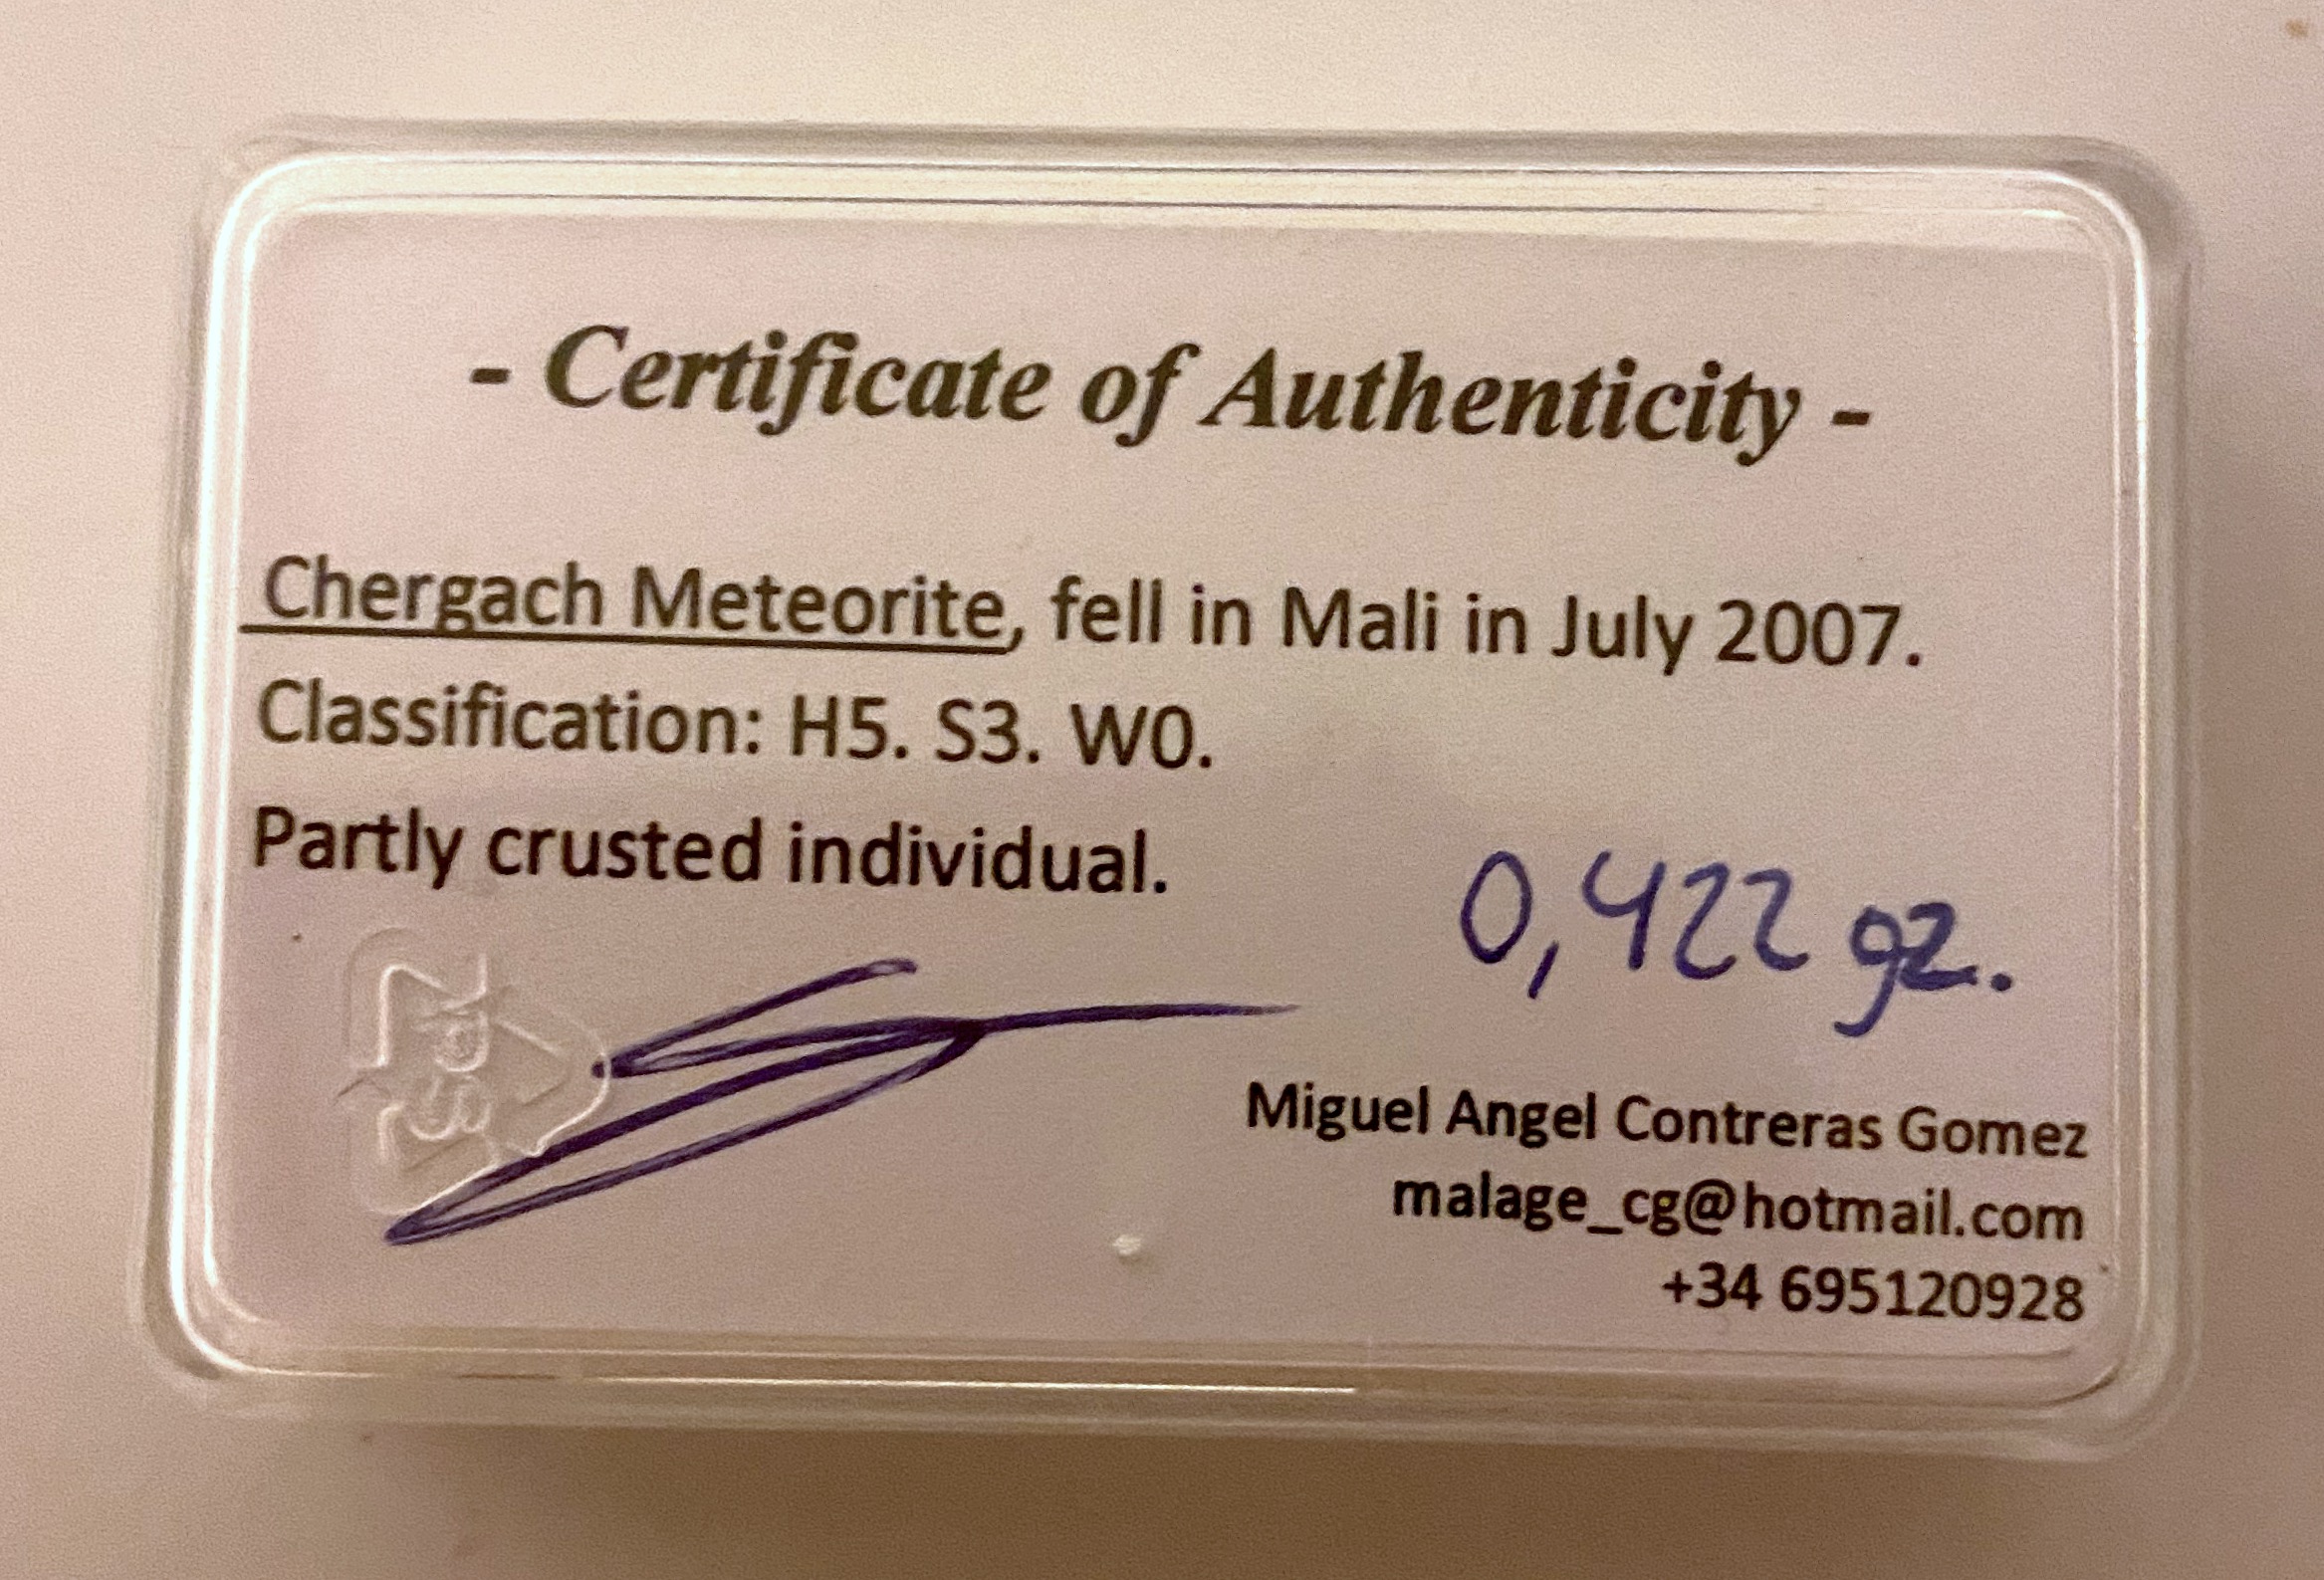 - Certificate of Authenticity -
Chergach Meteorite, fell in Mali in July 2007.
Classification: H5. S3. W0.
Partly crusted individual.
0,422 gr.
Miguel Angel Contreras Gomez
malage_cg@hotmail.com
+34 695120928